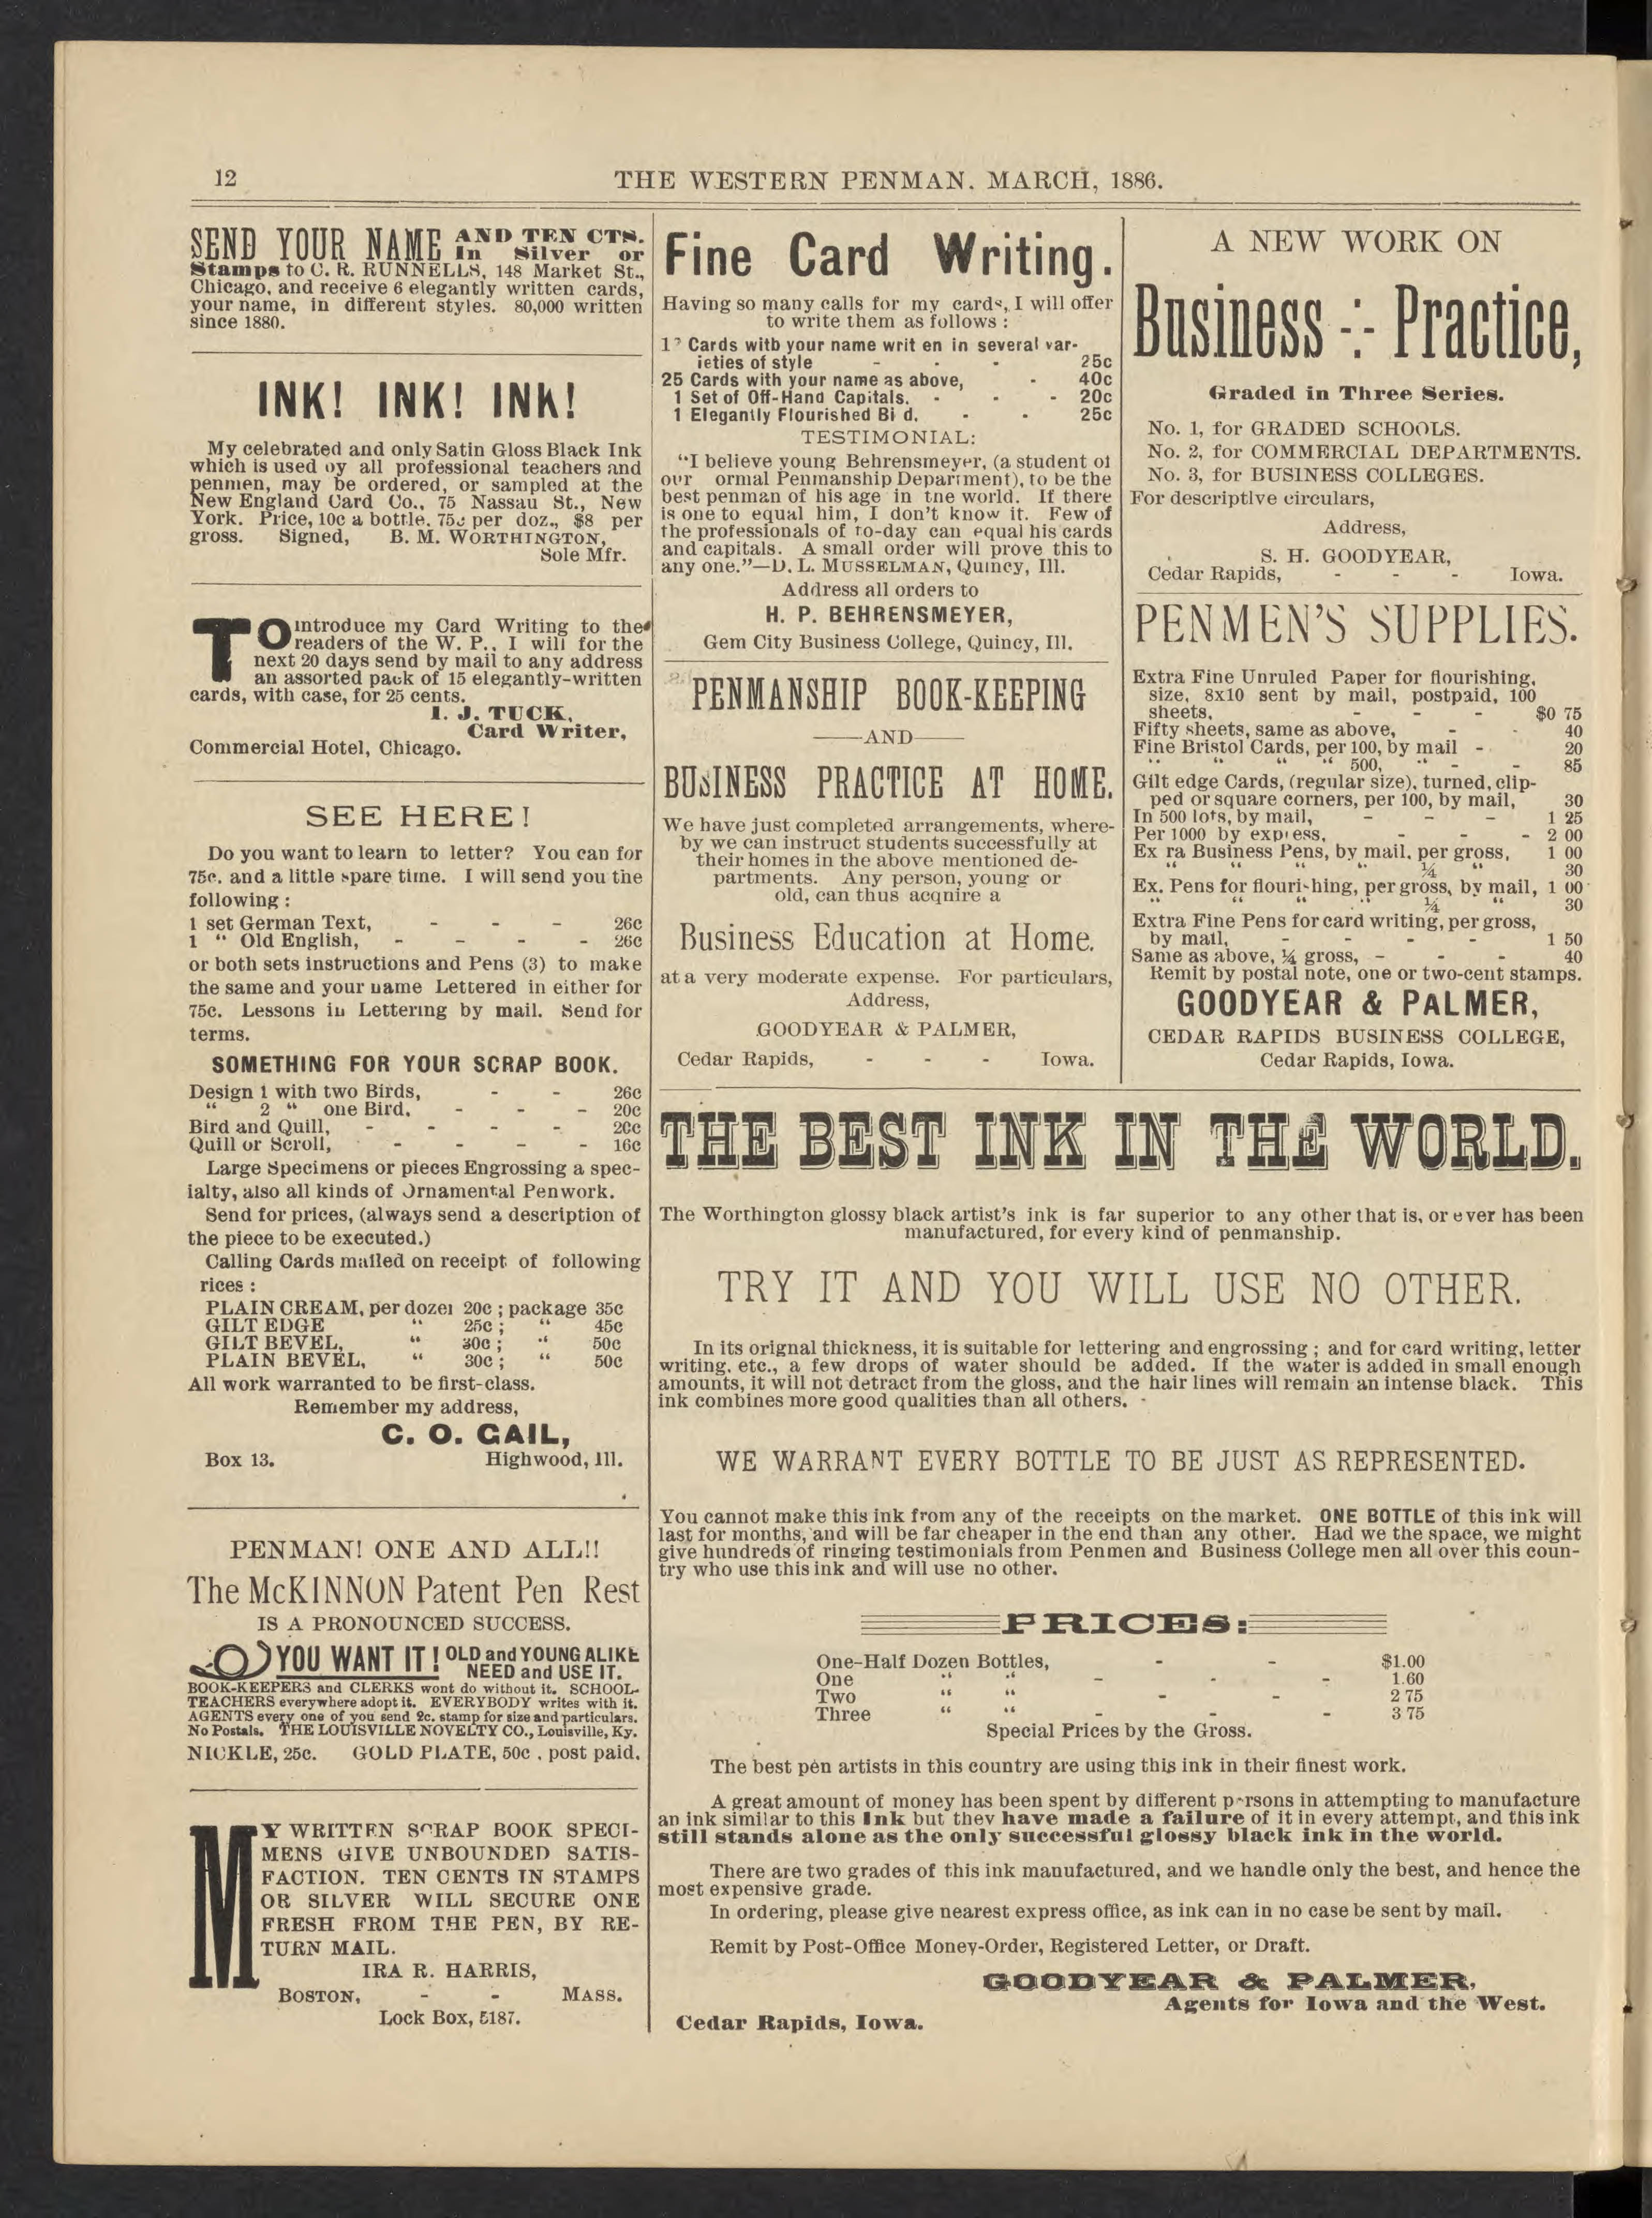 12
THE WESTERN PENMAN. MARCH, 1886.
SEND YOUR NAME AND TEN CTS.
In Silver or
Stamps to C. R. RUNNELLS, 148 Market St.,
Chicago, and receive 6 elegantly written cards,
your name, in different styles. 80,000 written
since 1880.
INK! INK! INK!
My celebrated and only Satin Gloss Black Ink
which is used by all professional teachers and
penmen, may be ordered, or sampled at the
New England Card Co., 75 Nassau St., New
York. Price, 10c a bottle, 75c per doz., $8 per
gross. Signed, B. M. WORTHINGTON,
Sole Mfr.
TO introduce my Card Writing to the
readers of the W. P., I will for the
next 20 days send by mail to any address
an assorted pack of 15 elegantly-written
cards, with case, for 25 cents.
I. J. TUCK,
Card Writer,
Commercial Hotel, Chicago.
SEE HERE!
Do you want to learn to letter? You can for
75c. and a little spare time. I will send you the
following :
1 set German Text, - - - 26c
1 " Old English, - - - - 26c
or both sets instructions and Pens (3) to make
the same and your name Lettered in either for
75c. Lessons in Lettering by mail. Send for
terms.
SOMETHING FOR YOUR SCRAP BOOK.
Design 1 with two Birds, - - 26c
" 2 " one Bird, - - - 20c
Bird and Quill, - - - - 20c
Quill or Scroll, - - - - 16c
Large Specimens or pieces Engrossing a spec-
ialty, also all kinds of Ornamental Penwork.
Send for prices, (always send a description of
the piece to be executed.)
Calling Cards mailed on receipt of following
rices :
PLAIN CREAM, per dozen 20c ; package 35c
GILT EDGE " 25c ; " 45c
GILT BEVEL, " 30c ; " 50c
PLAIN BEVEL, " 30c ; " 50c
All work warranted to be first-class.
Remember my address,
C. O. GAIL,
Box 13. Highwood, Ill.
PENMAN! ONE AND ALL!!
The McKINNON Patent Pen Rest
IS A PRONOUNCED SUCCESS.
YOU WANT IT! OLD and YOUNG ALIKE
NEED and USE IT.
BOOK-KEEPERS and CLERKS wont do without it. SCHOOL-
TEACHERS everywhere adopt it. EVERYBODY writes with it.
AGENTS every one of you send 2c. stamp for size and particulars.
No Postals. THE LOUISVILLE NOVELTY CO., Louisville, Ky.
NICKLE, 25c. GOLD PLATE, 50c , post paid.
MY WRITTEN SCRAP BOOK SPECI-
MENS GIVE UNBOUNDED SATIS-
FACTION. TEN CENTS IN STAMPS
OR SILVER WILL SECURE ONE
FRESH FROM THE PEN, BY RE-
TURN MAIL.
IRA R. HARRIS,
BOSTON, - - MASS.
Lock Box, 5187.
Fine Card Writing.
Having so many calls for my cards, I will offer
to write them as follows :
12 Cards with your name writ en in several var-
ieties of style - - - 25c
25 Cards with your name as above, - 40c
1 Set of Off-Hand Capitals. - - - 20c
1 Elegantly Flourished Bi d. - - 25c
TESTIMONIAL:
"I believe young Behrensmeyer, (a student of
our ormal Penmanship Department), to be the
best penman of his age in the world. If there
is one to equal him, I don't know it. Few of
the professionals of to-day can equal his cards
and capitals. A small order will prove this to
any one."—D. L. MUSSELMAN, Quincy, Ill.
Address all orders to
H. P. BEHRENSMEYER,
Gem City Business College, Quincy, Ill.
PENMANSHIP BOOK-KEEPING
—AND—
BUSINESS PRACTICE AT HOME.
We have just completed arrangements, where-
by we can instruct students successfully at
their homes in the above mentioned de-
partments. Any person, young or
old, can thus acqnire a
Business Education at Home.
at a very moderate expense. For particulars,
Address,
GOODYEAR & PALMER,
Cedar Rapids, - - - Iowa.
A NEW WORK ON
Business Practice,
Graded in Three Series.
No. 1, for GRADED SCHOOLS.
No. 2, for COMMERCIAL DEPARTMENTS.
No. 3, for BUSINESS COLLEGES.
For descriptive circulars,
Address,
S. H. GOODYEAR,
Cedar Rapids, - - - Iowa.
PENMEN'S SUPPLIES.
Extra Fine Unruled Paper for flourishing,
size, 8x10 sent by mail, postpaid, 100
sheets, - - - $0 75
Fifty sheets, same as above, - - 40
Fine Bristol Cards, per 100, by mail - 20
" " " " 500, " - - 85
Gilt edge Cards, (regular size), turned, clip-
ped or square corners, per 100, by mail, 30
In 500 lots, by mail, - - - 1 25
Per 1000 by express, - - - 2 00
Ex ra Business Pens, by mail, per gross, 1 00
" " " " ¼ " 30
Ex. Pens for flourishing, per gross, by mail, 1 00
" " " " ¼ " 30
Extra Fine Pens for card writing, per gross,
by mail, - - - - 1 50
Same as above, ¼ gross, - - - 40
Remit by postal note, one or two-cent stamps.
GOODYEAR & PALMER,
CEDAR RAPIDS BUSINESS COLLEGE,
Cedar Rapids, Iowa.
THE BEST INK IN THE WORLD.
The Worthington glossy black artist's ink is far superior to any other that is, or ever has been
manufactured, for every kind of penmanship.
TRY IT AND YOU WILL USE NO OTHER.
In its orignal thickness, it is suitable for lettering and engrossing ; and for card writing, letter
writing, etc., a few drops of water should be added. If the water is added in small enough
amounts, it will not detract from the gloss, and the hair lines will remain an intense black. This
ink combines more good qualities than all others.
WE WARRANT EVERY BOTTLE TO BE JUST AS REPRESENTED.
You cannot make this ink from any of the receipts on the market. ONE BOTTLE of this ink will
last for months, and will be far cheaper in the end than any other. Had we the space, we might
give hundreds of ringing testimonials from Penmen and Business College men all over this coun-
try who use this ink and will use no other.
PRICES:
One-Half Dozen Bottles, - - $1.00
One " " - - - 1.60
Two " " - - 2 75
Three " " - - - 3 75
Special Prices by the Gross.
The best pen artists in this country are using this ink in their finest work.
A great amount of money has been spent by different persons in attempting to manufacture
an ink similar to this Ink but they have made a failure of it in every attempt, and this ink
still stands alone as the only successful glossy black ink in the world.
There are two grades of this ink manufactured, and we handle only the best, and hence the
most expensive grade.
In ordering, please give nearest express office, as ink can in no case be sent by mail.
Remit by Post-Office Money-Order, Registered Letter, or Draft.
GOODYEAR & PALMER,
Agents for Iowa and the West.
Cedar Rapids, Iowa.